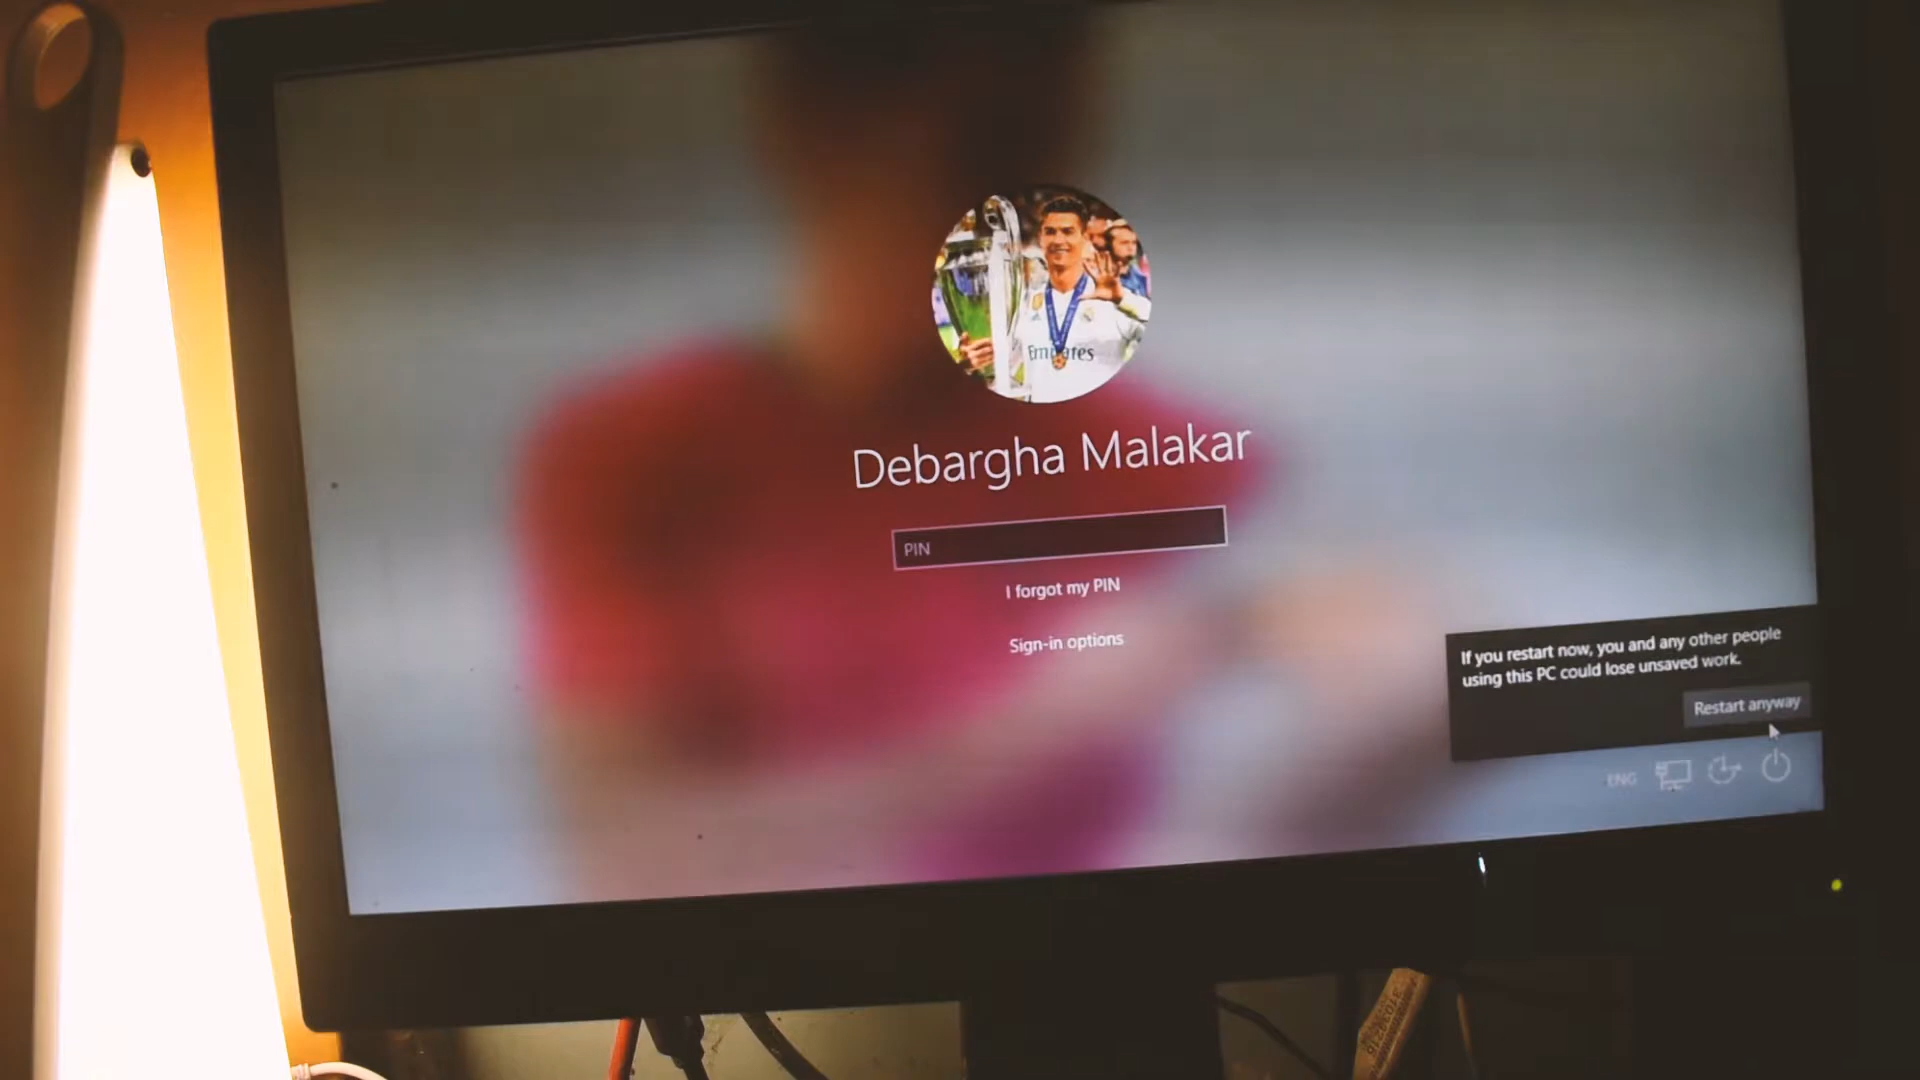 Emirates
Debargha Malakar
PIN
I forgot my PIN
Sign-in options
If you restart now, you and any other people
using this PC could lose unsaved work.
Restart anyway
ENG